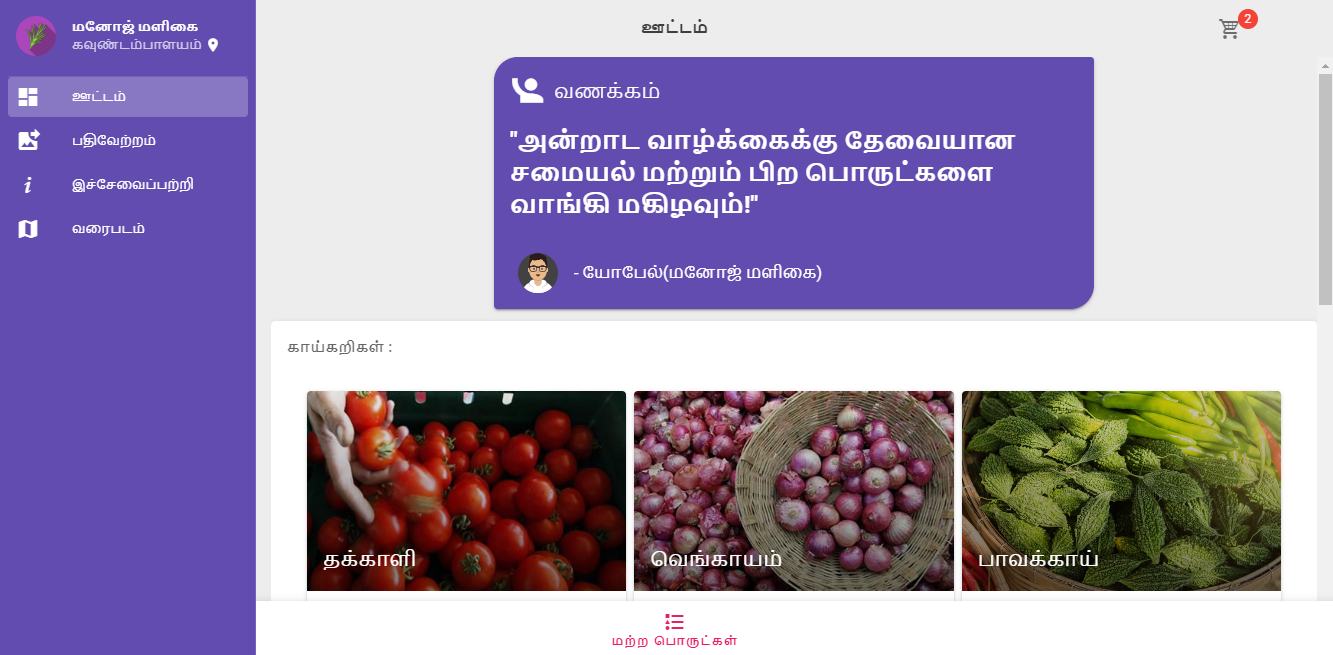 மனோஜ் மளிகை
கவுண்டம்பாளயம்
ஊட்டம்
பதிவேற்றம்
இச்சேவைப்பற்றி
வரைபடம்
ஊட்டம்
2
வணக்கம்
"அன்றாட வாழ்க்கைக்கு தேவையான
சமையல் மற்றும் பிற பொருட்களை
வாங்கி மகிழவும்!"
- யோபேல்(மனோஜ் மளிகை)
காய்கறிகள் :
தக்காளி
வெங்காயம்
பாவக்காய்
மற்ற பொருட்கள்